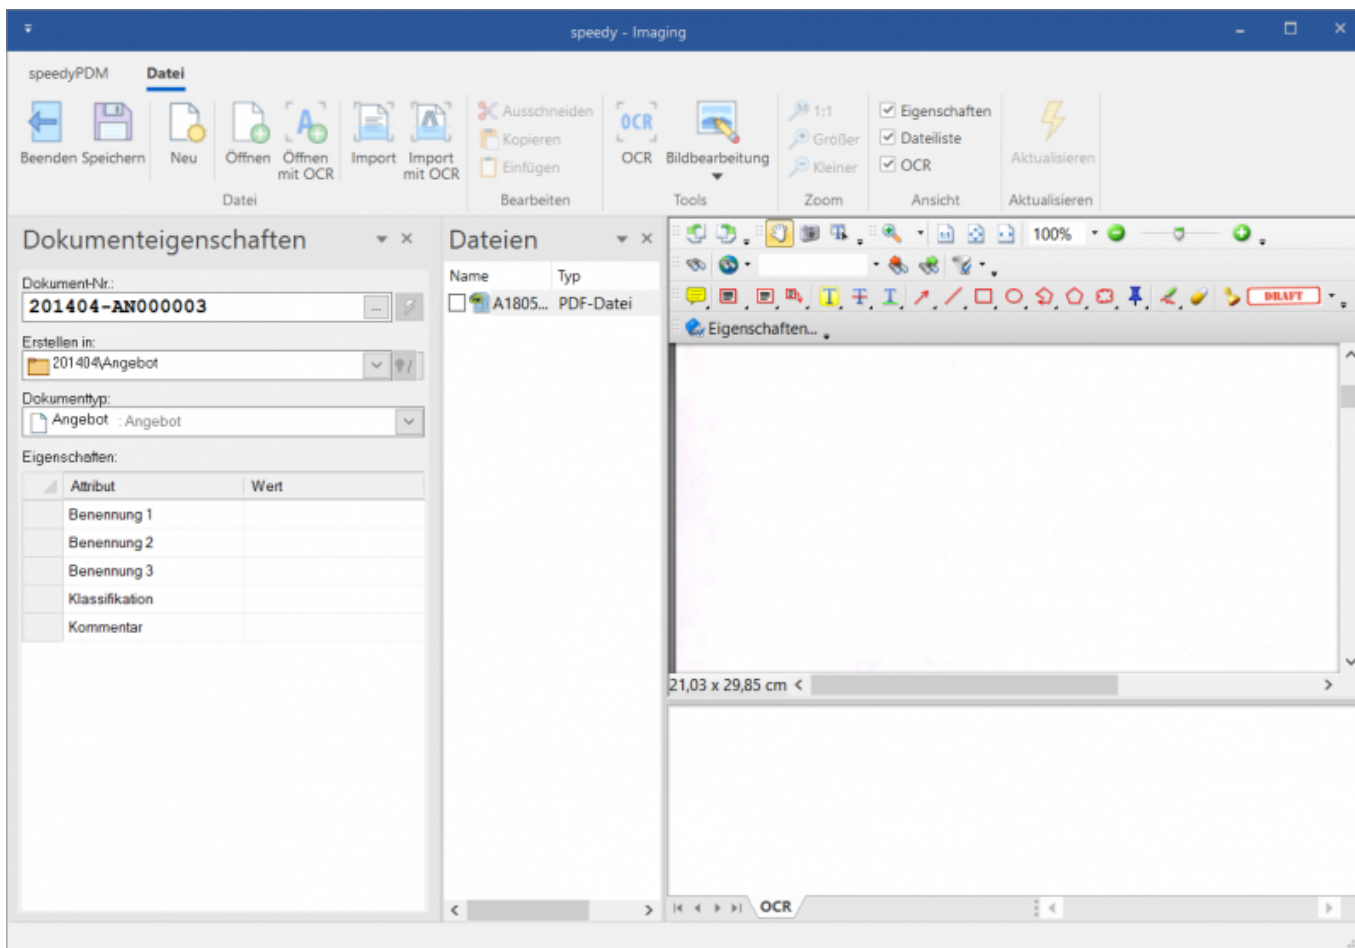 speedy - Imaging
speedyPDM Datei
Beenden Speichern Neu Öffnen Öffnen mit OCR Import Import mit OCR
Datei
Ausschneiden
Kopieren
Einfügen
Bearbeiten
OCR
OCR Bildbearbeitung
Tools
1:1
Größer
Kleiner
Zoom
Eigenschaften
Dateiliste
OCR
Ansicht
Aktualisieren
Aktualisieren
Dokumenteigenschaften
Dokument-Nr.:
201404-AN000003 ...
Erstellen in:
201404\Angebot
Dokumenttyp:
Angebot : Angebot
Eigenschaften:
Attribut Wert
Benennung 1
Benennung 2
Benennung 3
Klassifikation
Kommentar
Dateien
Name Typ
A1805... PDF-Datei
100%
DRAFT
Eigenschaften...
21,03 x 29,85 cm
OCR